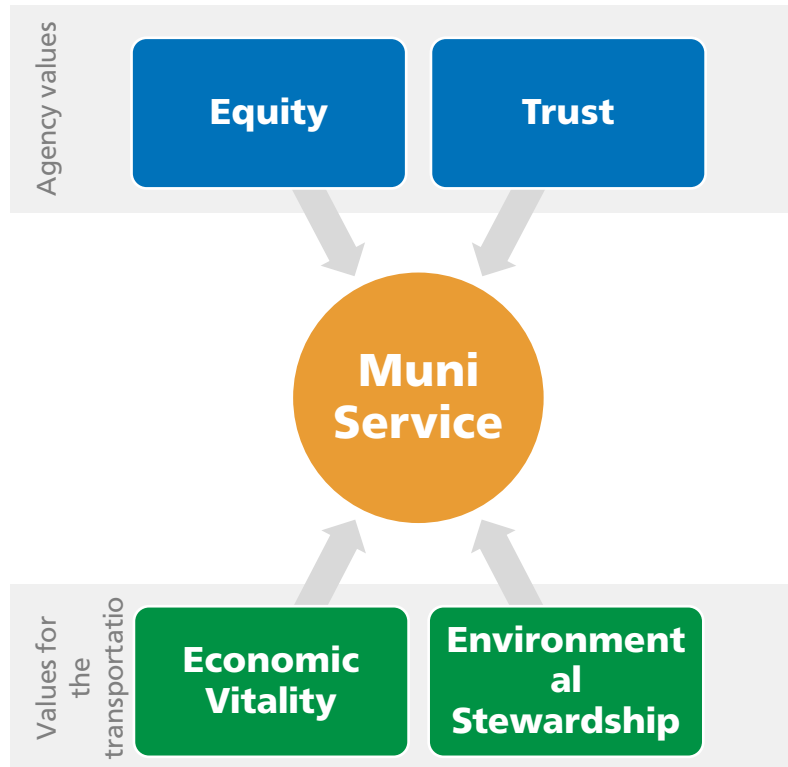 Agency values
Equity
Trust
Muni
Service
Values for
the
transportatio
Economic
Vitality
Environment
al
Stewardship